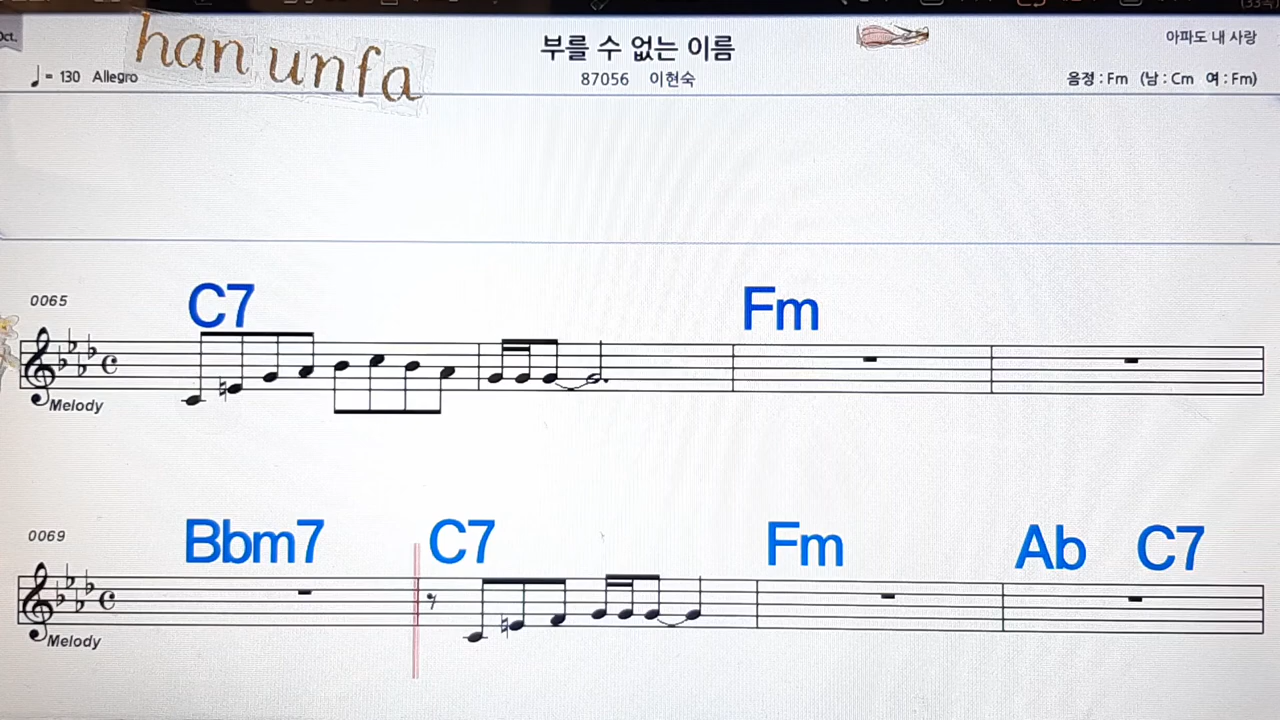 Oct.
han unfa
부를 수 없는 이름
아파도 내 사랑
♩= 130 Allegro
87056 이현숙
음정 : Fm (남 : Cm 여 : Fm)
0065
C7 Fm
Melody
0069
Bbm7 C7 Fm Ab C7
Melody